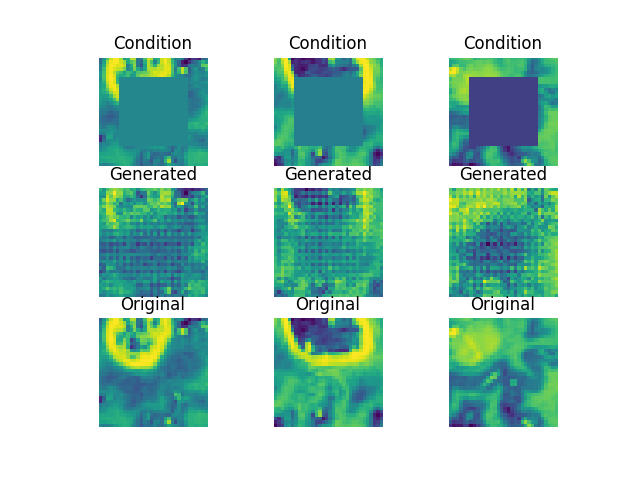 Condition Condition Condition
Generated Generated Generated
Original Original Original